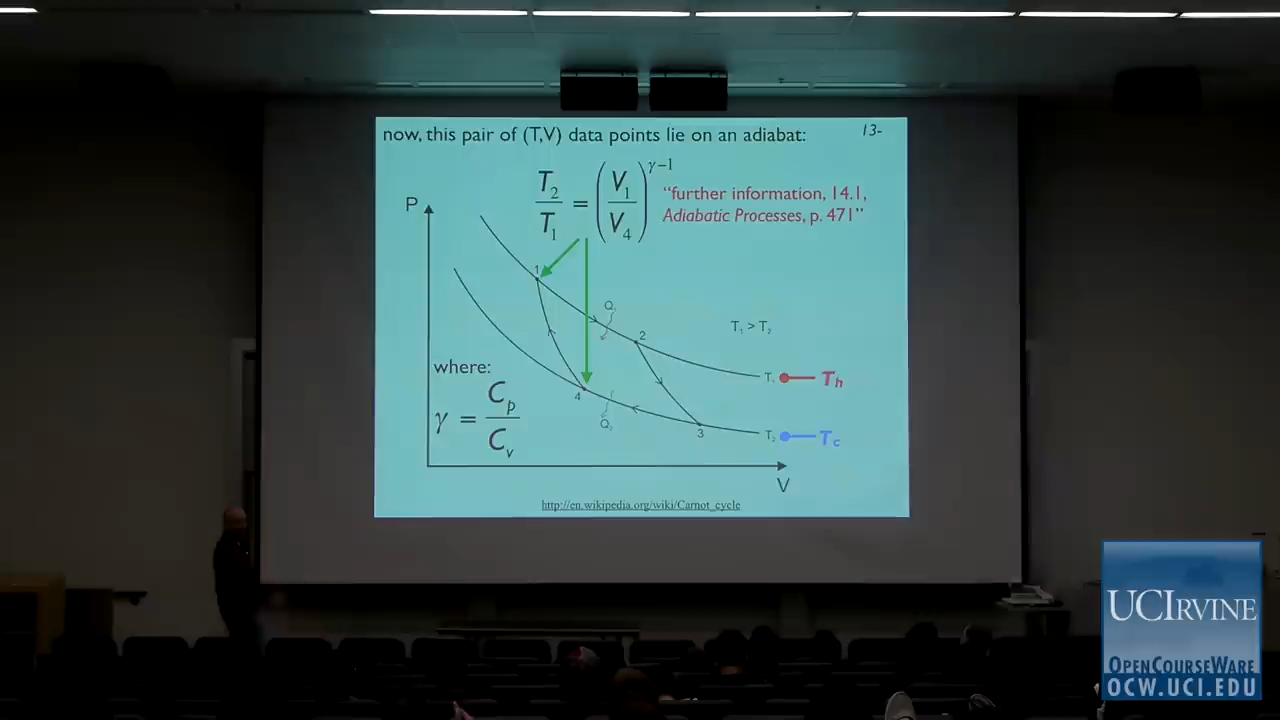 now, this pair of (T,V) data points lie on an adiabat:
13-
T₂/T₁ = (V₁/V₄)^γ−1
"further information, 14.1,
Adiabatic Processes, p. 471"
P
1
Q
2
T₁ > T₂
T₁
Th
where:
γ = Cp/Cv
4
Q
3
T₂
Tc
V
http://en.wikipedia.org/wiki/Carnot_cycle
UCIRVINE
OPENCOURSEWARE
OCW.UCI.EDU